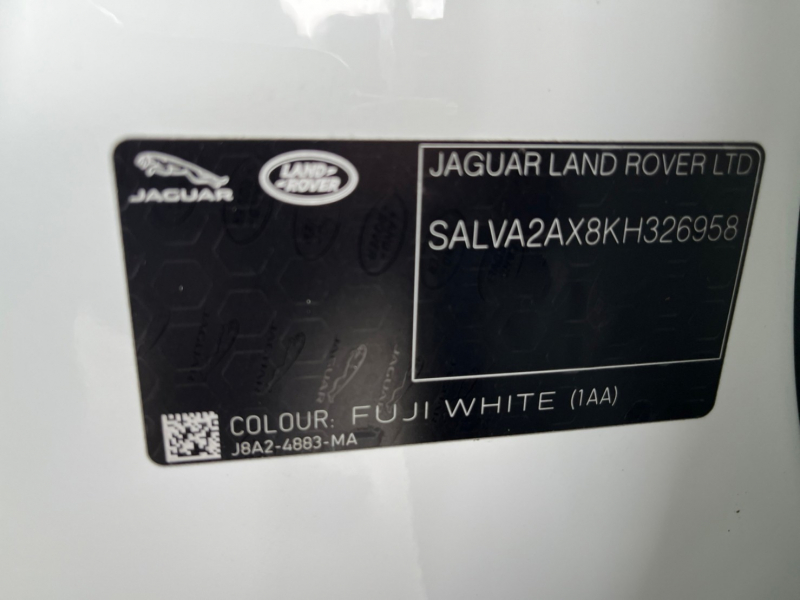 JAGUAR
LAND
ROVER
JAGUAR LAND ROVER LTD
SALVA2AX8KH326958
COLOUR: FUJI WHITE (1AA)
J8A2-4883-MA